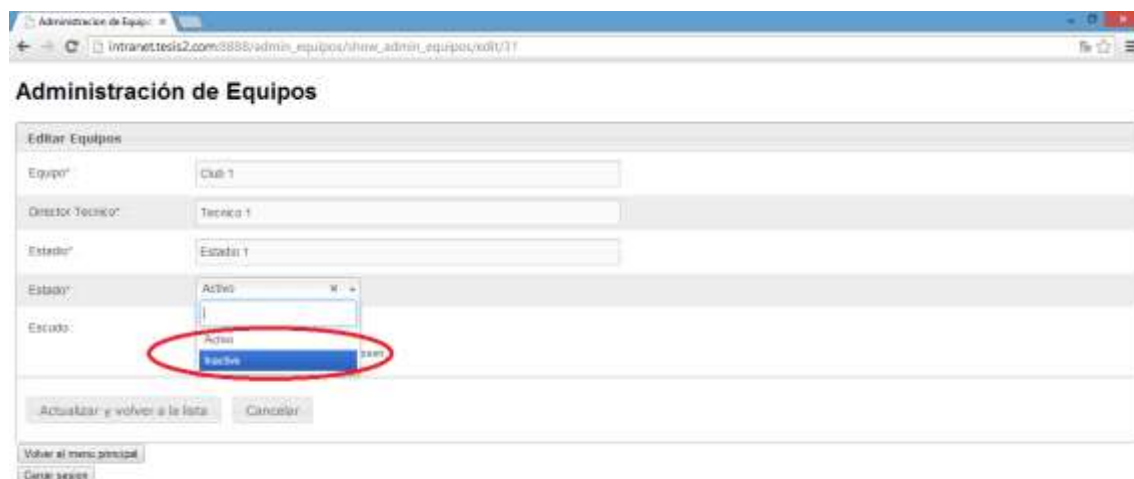 Administracion de Equip
intranet.tesis2.com:8888/admin_equipos/show_admin_equipos/edit/31
Administración de Equipos
Editar Equipos
Equipo* Club 1
Director Tecnico* Tecnico 1
Estadio* Estadio 1
Estado* Activo
Activo
Escudo
Inactivo
Actualizar y volver a la lista Cancelar
Volver al menu principal
Cerrar sesion